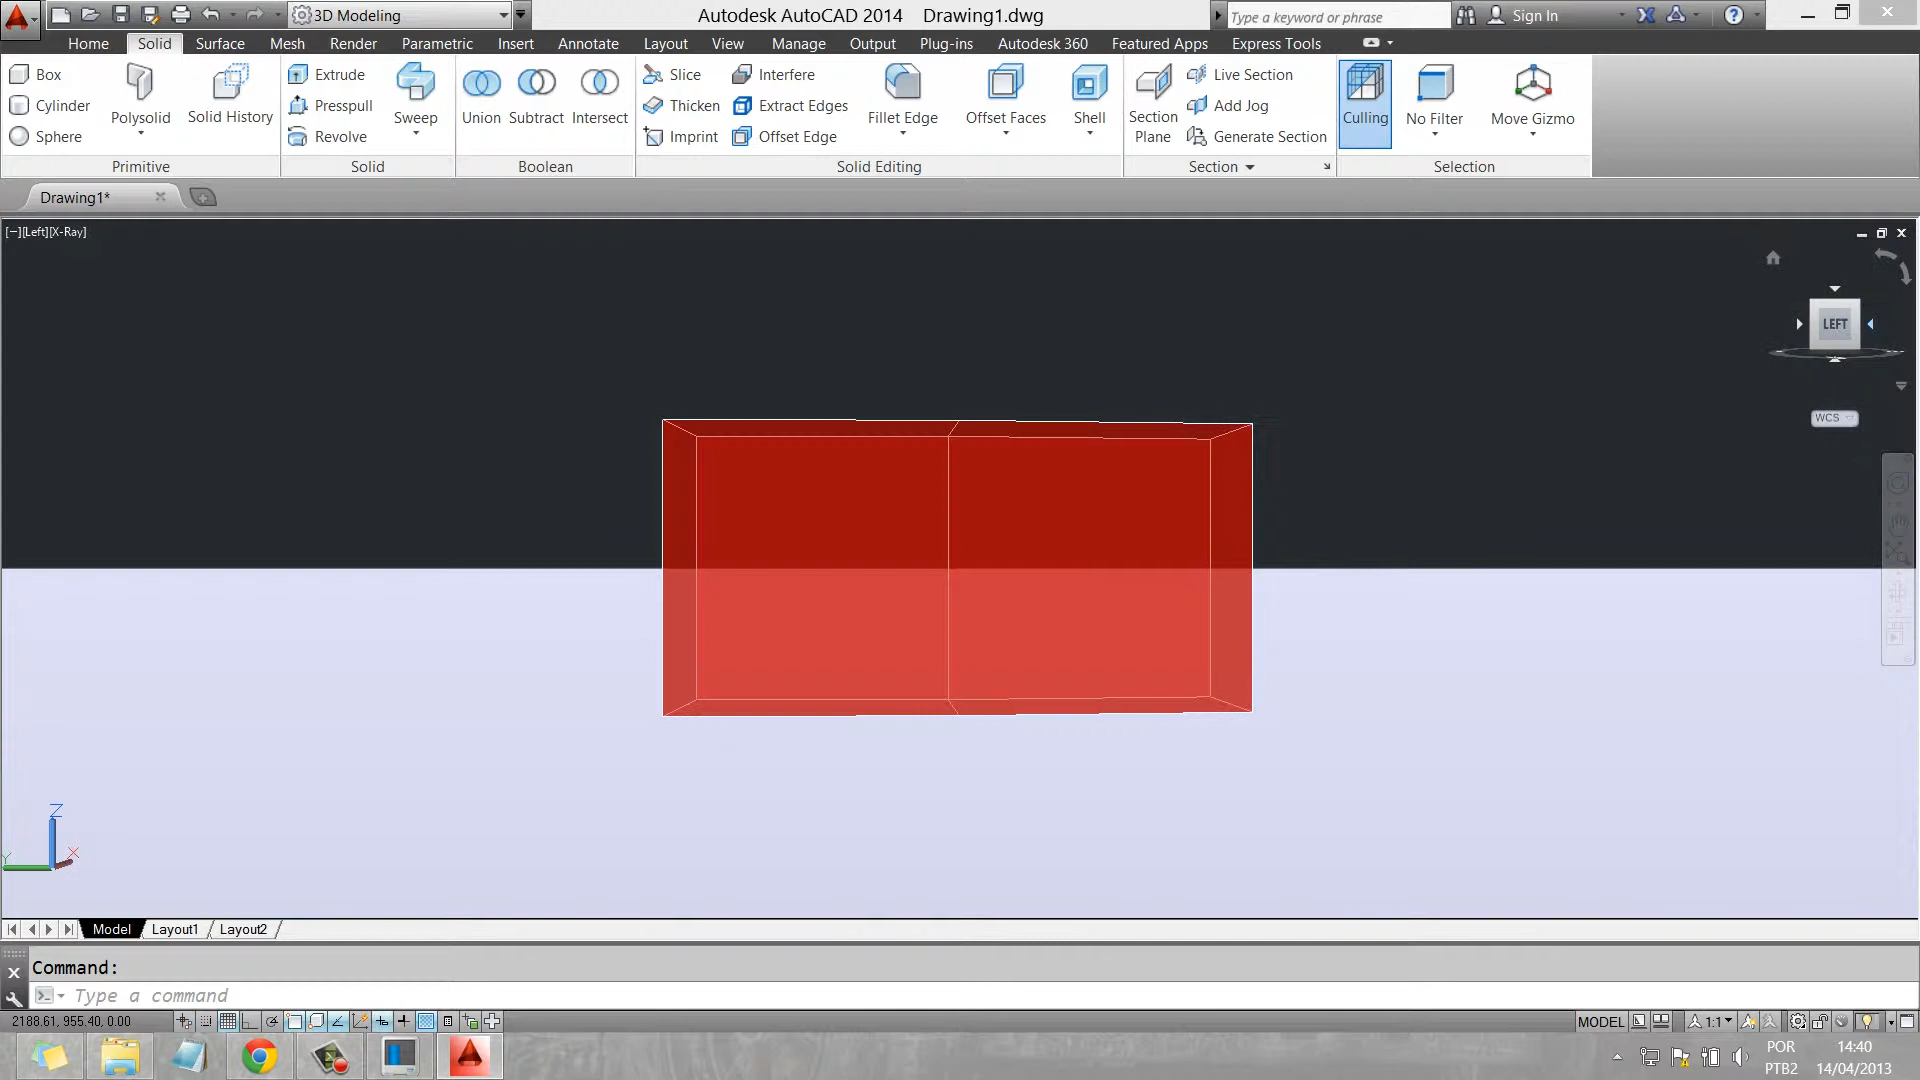 3D Modeling
Autodesk AutoCAD 2014 Drawing1.dwg
Type a keyword or phrase
Sign In
Home Solid Surface Mesh Render Parametric Insert Annotate Layout View Manage Output Plug-ins Autodesk 360 Featured Apps Express Tools
Box
Cylinder
Sphere
Polysolid
Solid History
Primitive
Extrude
Presspull
Revolve
Sweep
Solid
Union
Subtract
Intersect
Boolean
Slice
Thicken
Imprint
Interfere
Extract Edges
Offset Edge
Fillet Edge
Offset Faces
Shell
Solid Editing
Section
Plane
Live Section
Add Jog
Generate Section
Section
Culling
No Filter
Move Gizmo
Selection
Drawing1*
[−][Left][X-Ray]
LEFT
WCS
Z
Y
X
Model Layout1 Layout2
Command:
Type a command
2188.61, 955.40, 0.00
MODEL
1:1
POR
PTB2
14:40
14/04/2013